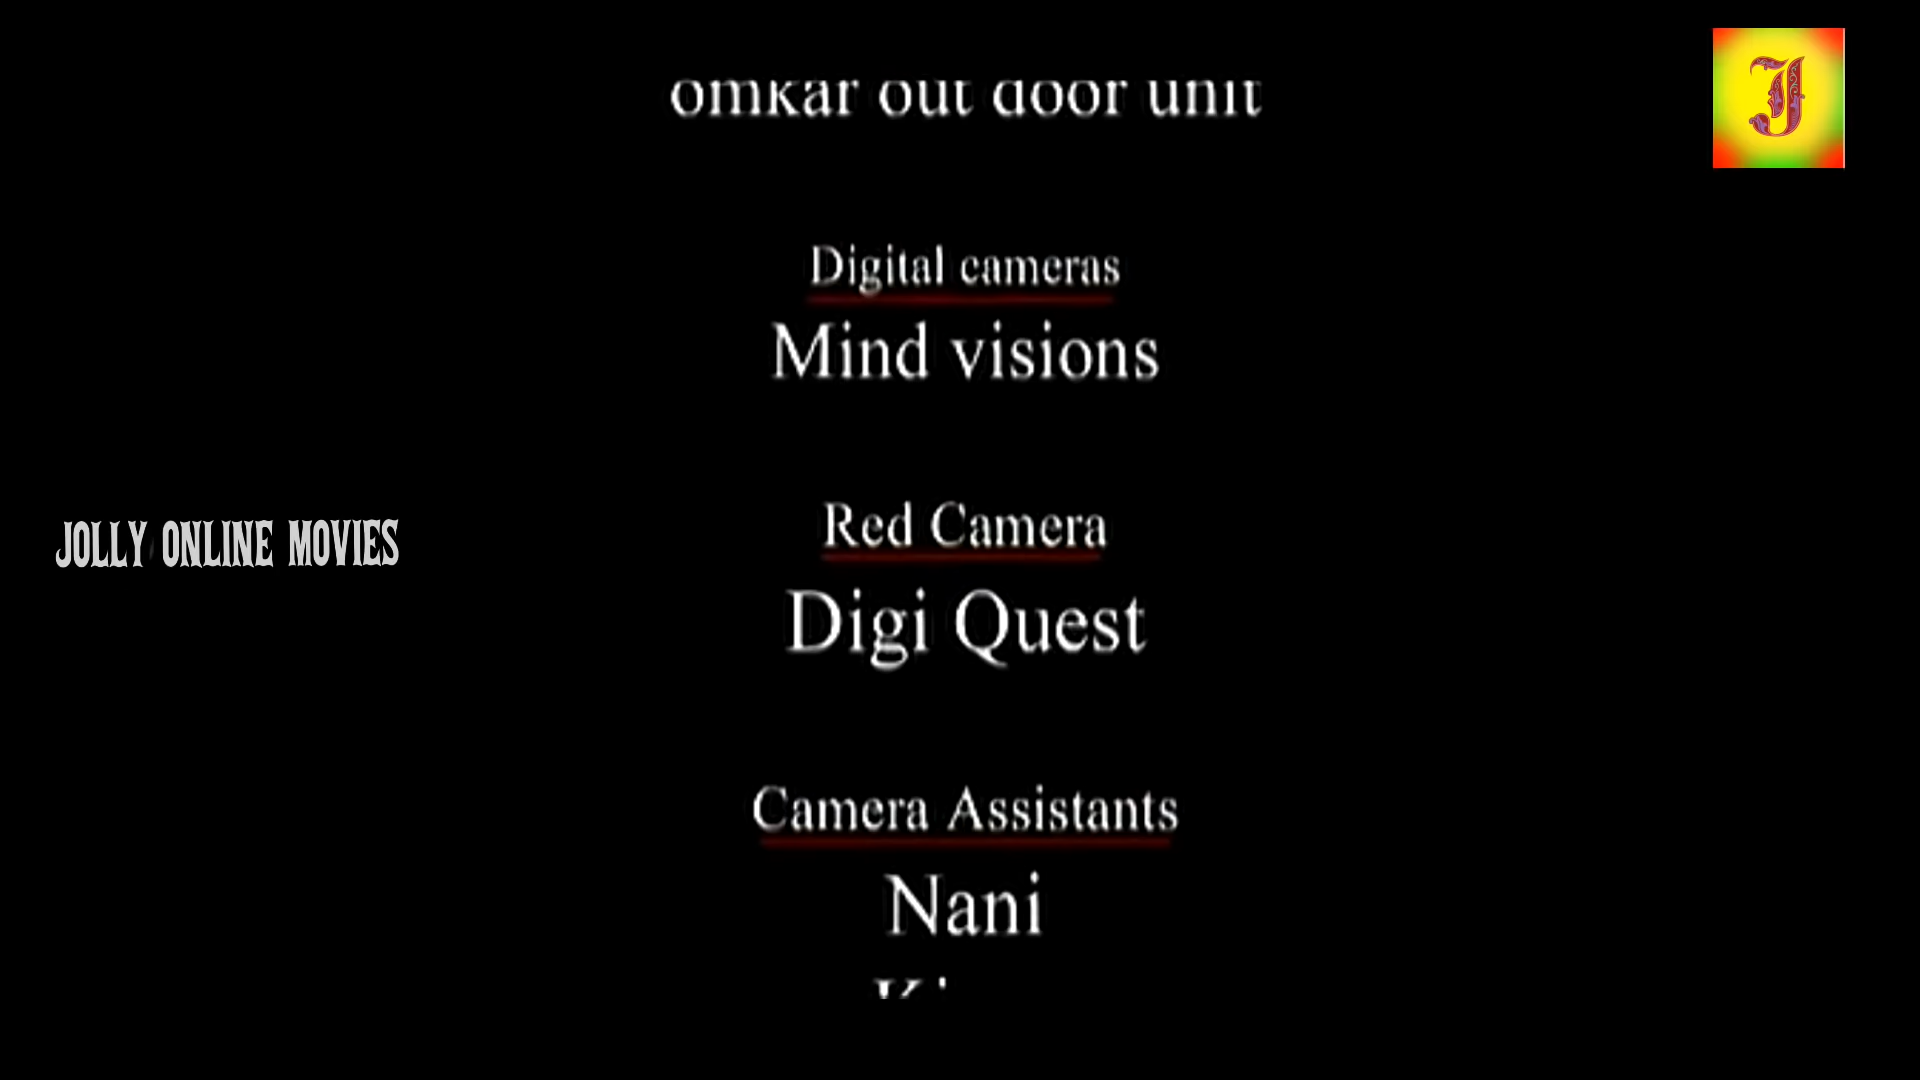 omkar out door unit
J
Digital cameras
Mind visions
Red Camera
JOLLY ONLINE MOVIES
Digi Quest
Camera Assistants
Nani